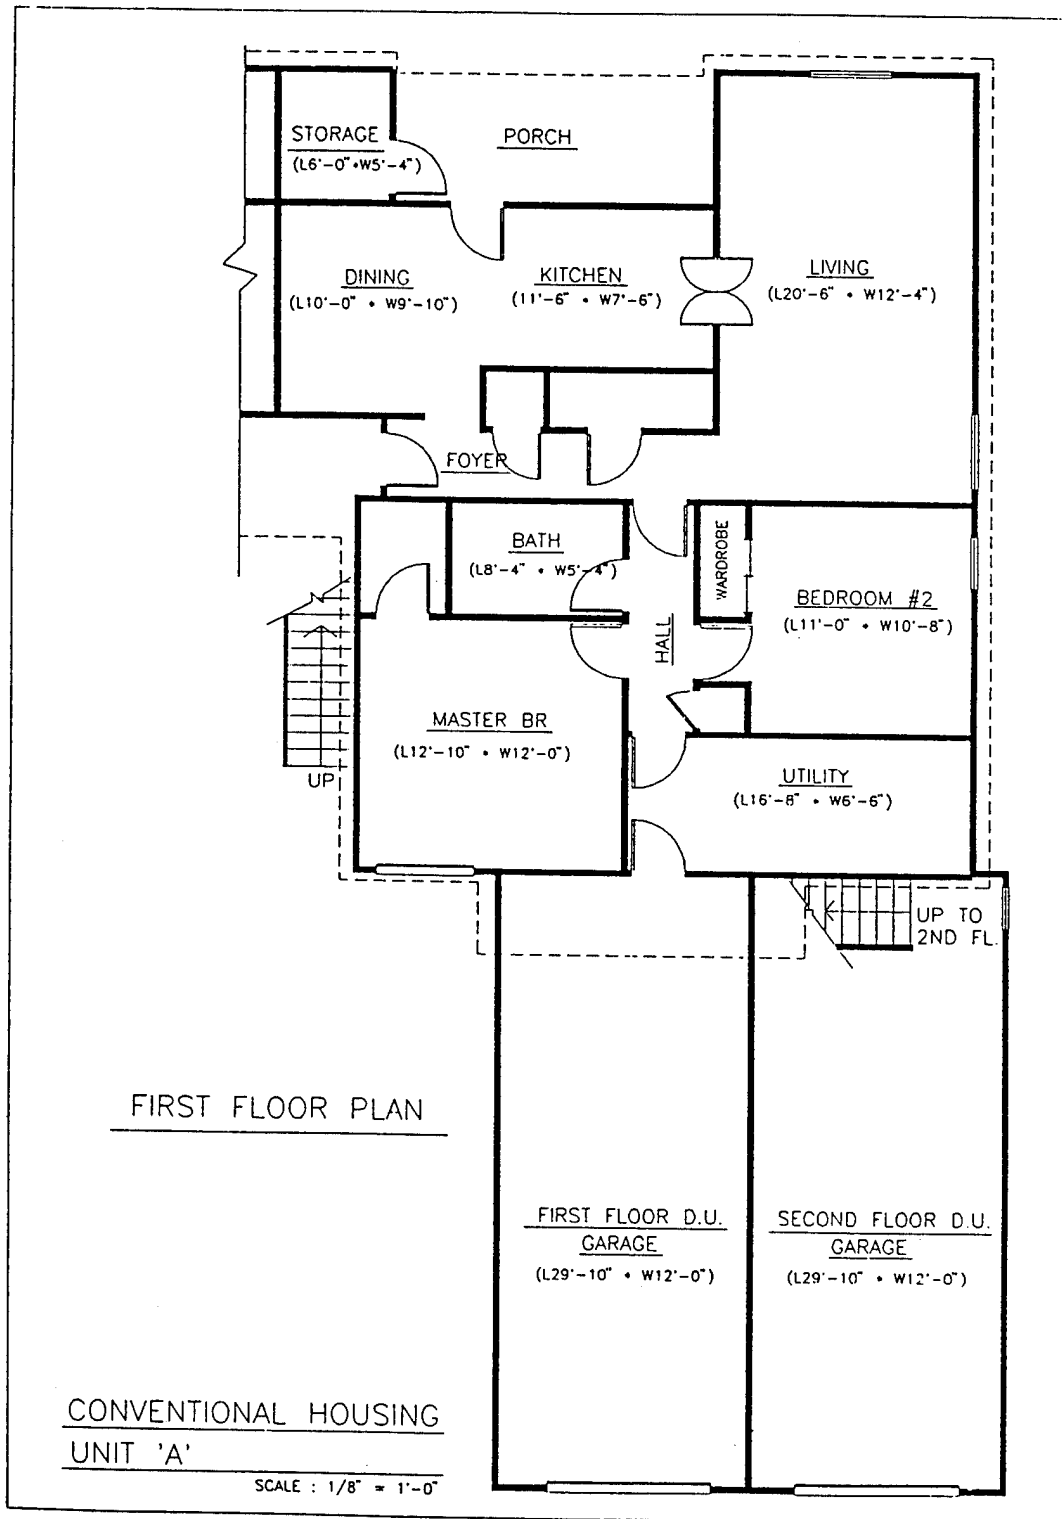 STORAGE
(L6'-0" * W5'-4")
PORCH
DINING
(L10'-0" * W9'-10")
KITCHEN
(11'-6" * W7'-6")
LIVING
(L20'-6" * W12'-4")
FOYER
BATH
(L8'-4" * W5'-4")
WARDROBE
BEDROOM #2
(L11'-0" * W10'-8")
HALL
MASTER BR
(L12'-10" * W12'-0")
UP
UTILITY
(L16'-8" * W6'-6")
UP TO
2ND FL.
FIRST FLOOR PLAN
FIRST FLOOR D.U.
GARAGE
(L29'-10" * W12'-0")
SECOND FLOOR D.U.
GARAGE
(L29'-10" * W12'-0")
CONVENTIONAL HOUSING
UNIT 'A'
SCALE : 1/8" = 1'-0"